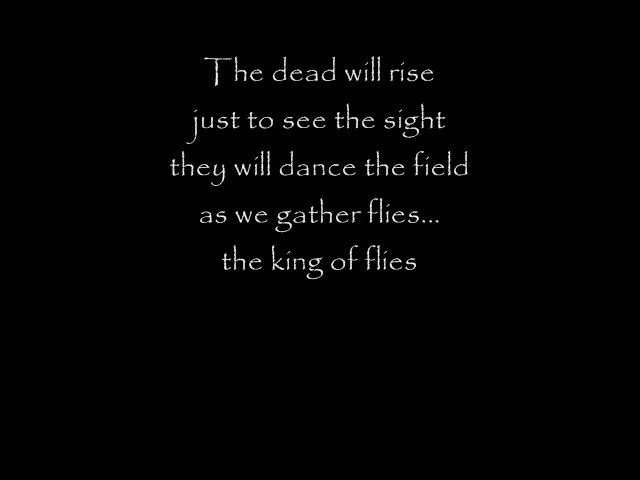 The dead will rise
just to see the sight
they will dance the field
as we gather flies...
the king of flies